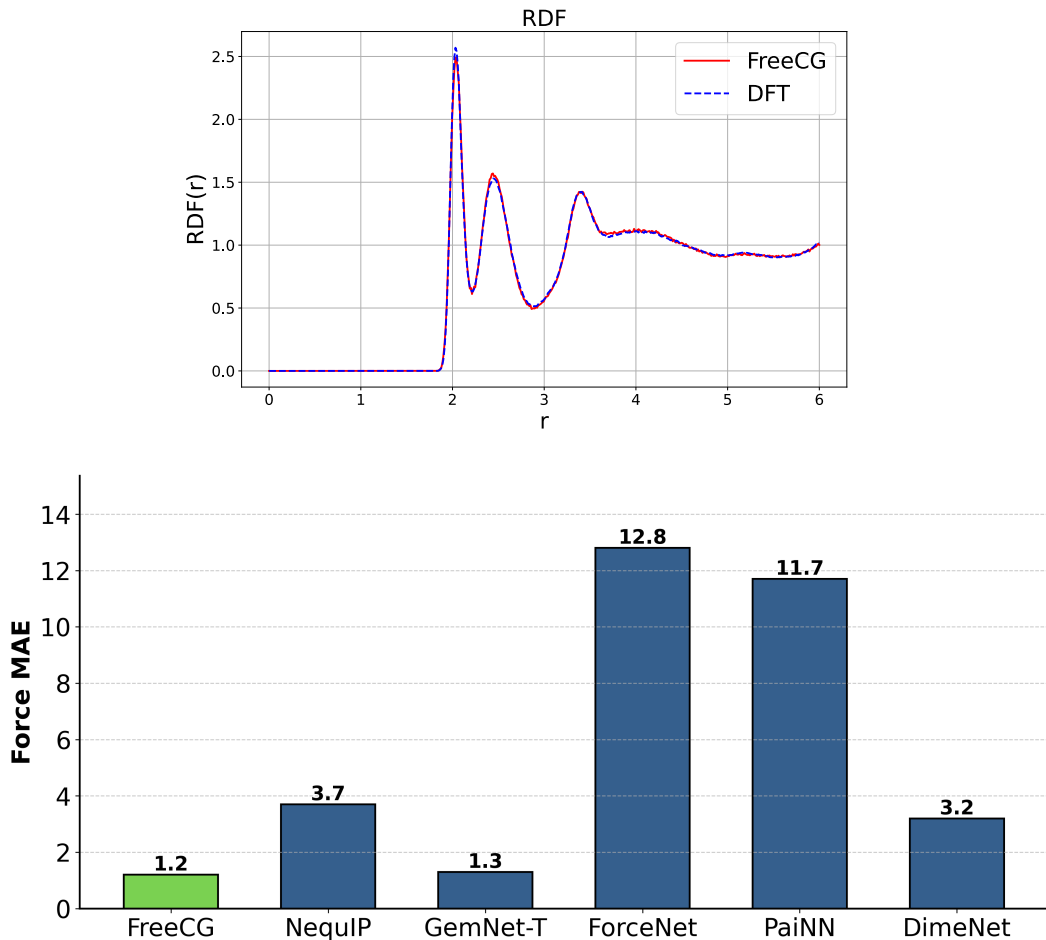 RDF
2.5
2.0
1.5
1.0
0.5
0.0
RDF(r)
FreeCG
DFT
0 1 2 3 4 5 6
r
14
12
10
8
6
4
2
0
Force MAE
1.2
3.7
1.3
12.8
11.7
3.2
FreeCG NequIP GemNet-T ForceNet PaiNN DimeNet